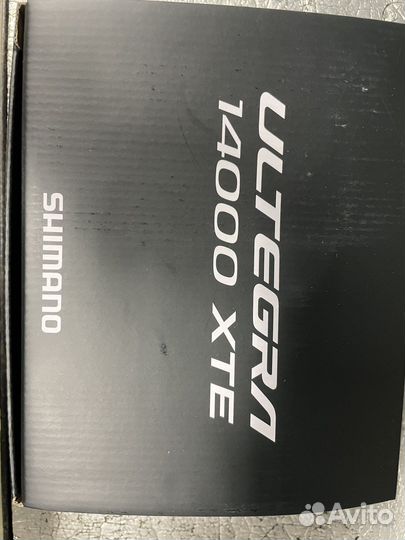 ULTEGRA
14000 XTE
SHIMANO
Avito